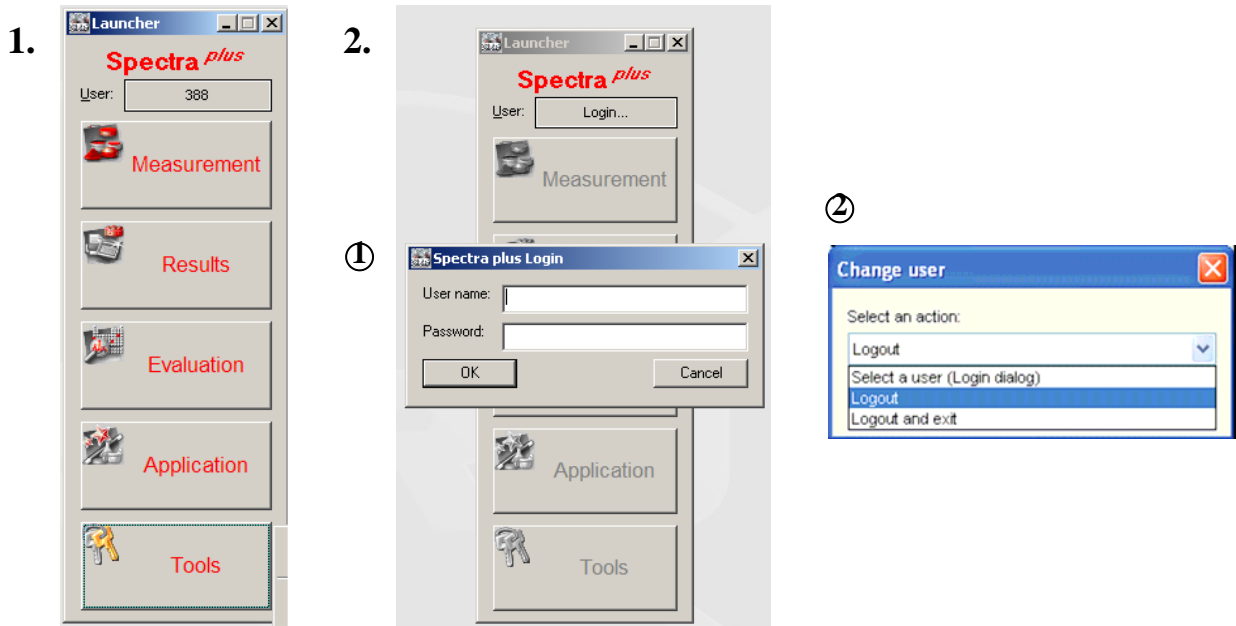 1.
Launcher
Spectra plus
User: 388
Measurement
Results
Evaluation
Application
Tools
2.
Launcher
Spectra plus
User: Login...
Measurement
①
Spectra plus Login
User name:
Password:
OK Cancel
Application
Tools
②
Change user
Select an action:
Logout
Select a user (Login dialog)
Logout
Logout and exit